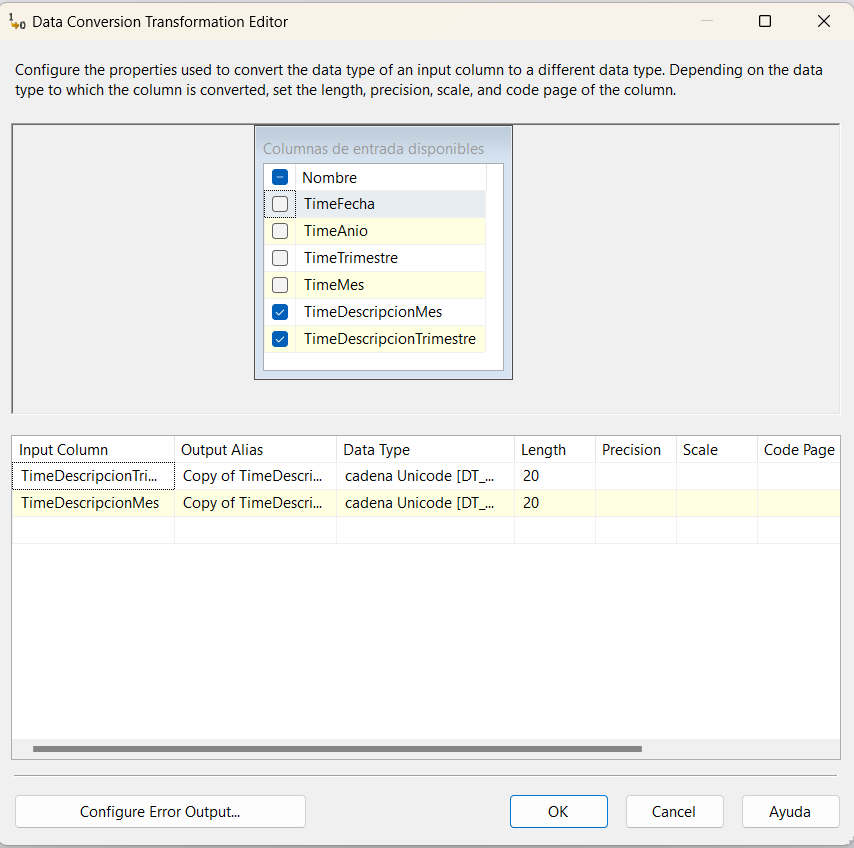 Data Conversion Transformation Editor
Configure the properties used to convert the data type of an input column to a different data type. Depending on the data
type to which the column is converted, set the length, precision, scale, and code page of the column.
Columnas de entrada disponibles
Nombre
TimeFecha
TimeAnio
TimeTrimestre
TimeMes
TimeDescripcionMes
TimeDescripcionTrimestre
Input Column Output Alias Data Type Length Precision Scale Code Page
TimeDescripcionTri... Copy of TimeDescri... cadena Unicode [DT_... 20
TimeDescripcionMes Copy of TimeDescri... cadena Unicode [DT_... 20
Configure Error Output... OK Cancel Ayuda